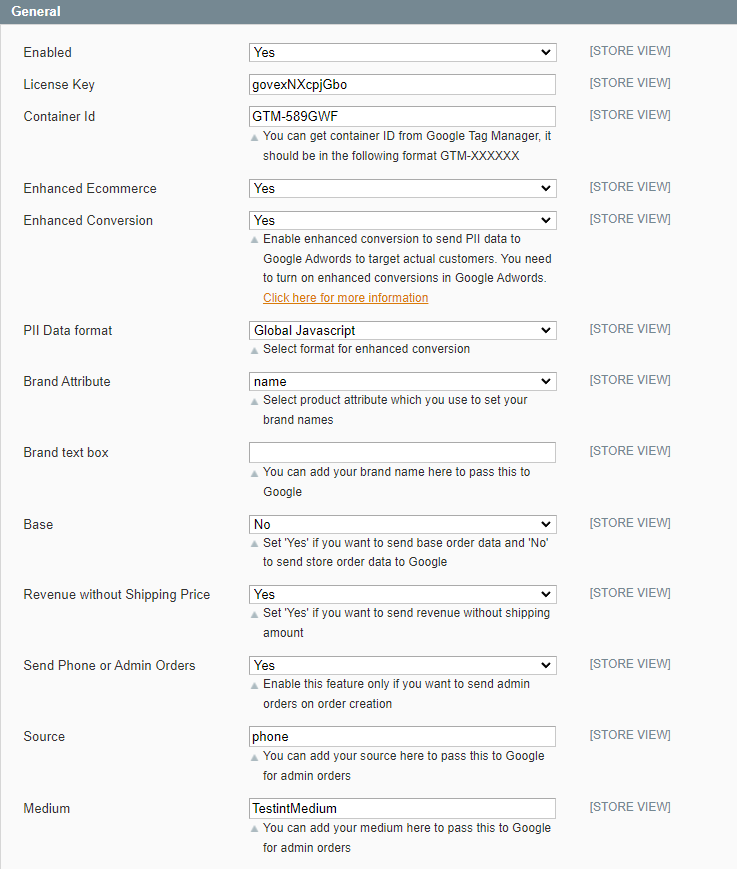 General
Enabled Yes [STORE VIEW]
License Key govexNXcpjGbo [STORE VIEW]
Container Id GTM-589GWF [STORE VIEW]
You can get container ID from Google Tag Manager, it
should be in the following format GTM-XXXXXX
Enhanced Ecommerce Yes [STORE VIEW]
Enhanced Conversion Yes [STORE VIEW]
Enable enhanced conversion to send PII data to
Google Adwords to target actual customers. You need
to turn on enhanced conversions in Google Adwords.
Click here for more information
PII Data format Global Javascript [STORE VIEW]
Select format for enhanced conversion
Brand Attribute name [STORE VIEW]
Select product attribute which you use to set your
brand names
Brand text box [STORE VIEW]
You can add your brand name here to pass this to
Google
Base No [STORE VIEW]
Set 'Yes' if you want to send base order data and 'No'
to send store order data to Google
Revenue without Shipping Price Yes [STORE VIEW]
Set 'Yes' if you want to send revenue without shipping
amount
Send Phone or Admin Orders Yes [STORE VIEW]
Enable this feature only if you want to send admin
orders on order creation
Source phone [STORE VIEW]
You can add your source here to pass this to Google
for admin orders
Medium TestintMedium [STORE VIEW]
You can add your medium here to pass this to Google
for admin orders